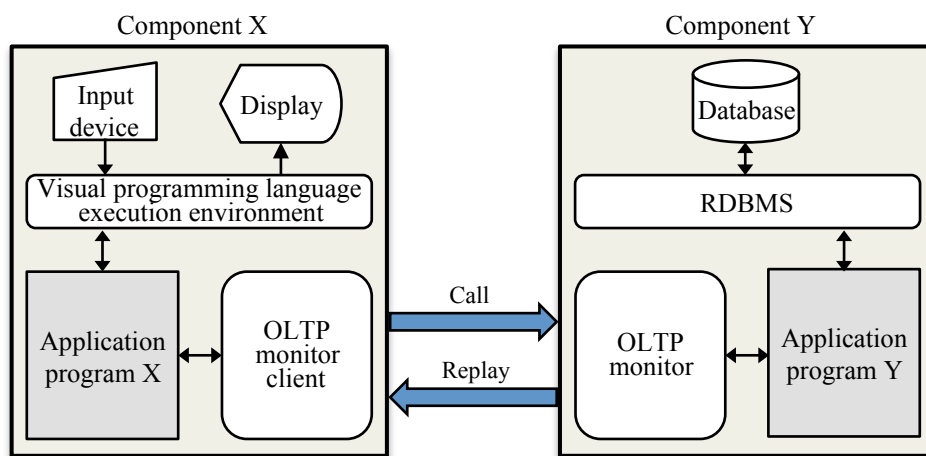 Component X
Component Y
Input
device
Display
Database
Visual programming language
execution environment
RDBMS
Application
program X
OLTP
monitor
client
Call
Replay
OLTP
monitor
Application
program Y